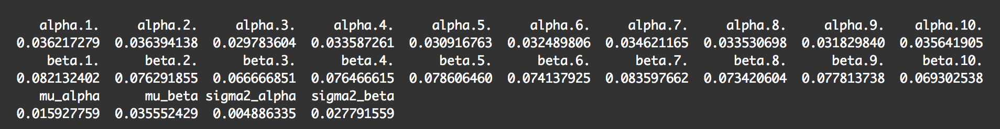 alpha.1. alpha.2. alpha.3. alpha.4. alpha.5. alpha.6. alpha.7. alpha.8. alpha.9. alpha.10.
0.036217279 0.036394138 0.029783604 0.033587261 0.030916763 0.032489806 0.034621165 0.033530698 0.031829840 0.035641905
beta.1. beta.2. beta.3. beta.4. beta.5. beta.6. beta.7. beta.8. beta.9. beta.10.
0.082132402 0.076291855 0.066666851 0.076466615 0.078606460 0.074137925 0.083597662 0.073420604 0.077813738 0.069302538
mu_alpha mu_beta sigma2_alpha sigma2_beta
0.015927759 0.035552429 0.004886335 0.027791559